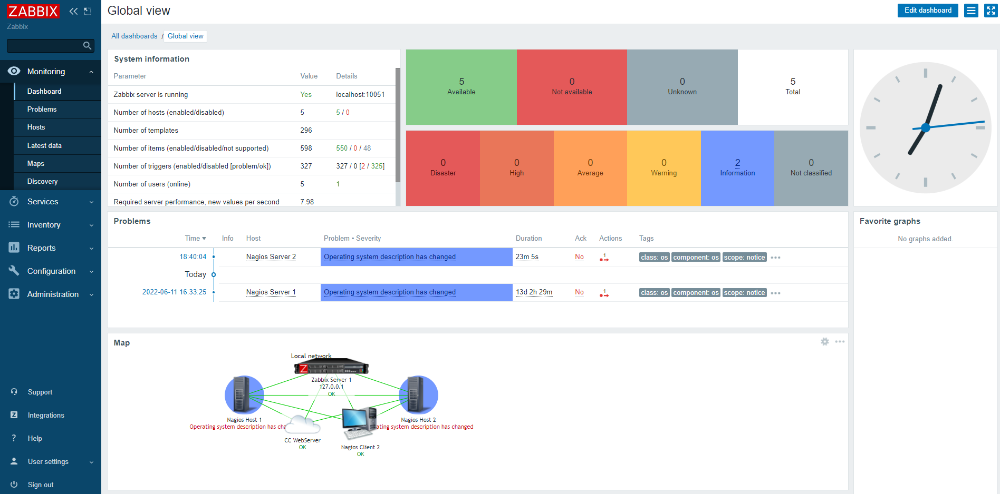 ZABBIX
Zabbix
Monitoring
Dashboard
Problems
Hosts
Latest data
Maps
Discovery
Services
Inventory
Reports
Configuration
Administration
Support
Integrations
Help
User settings
Sign out
Global view
Edit dashboard
All dashboards / Global view
System information
Parameter Value Details
Zabbix server is running Yes localhost:10051
Number of hosts (enabled/disabled) 5 5 / 0
Number of templates 296
Number of items (enabled/disabled/not supported) 598 550 / 0 / 48
Number of triggers (enabled/disabled [problem/ok]) 327 327 / 0 [2 / 325]
Number of users (online) 5 1
Required server performance, new values per second 7.98
5
Available
0
Not available
0
Unknown
5
Total
0
Disaster
0
High
0
Average
0
Warning
2
Information
0
Not classified
Problems
Time Info Host Problem • Severity Duration Ack Actions Tags
18:40:04 Nagios Server 2 Operating system description has changed 23m 5s No 1 class: os component: os scope: notice
Today
2022-06-11 16:33:25 Nagios Server 1 Operating system description has changed 13d 2h 29m No 1 class: os component: os scope: notice
Favorite graphs
No graphs added.
Map
Local network
Z
Zabbix Server 1
127.0.0.1
OK
Nagios Host 1
Operating system description has cha
Nagios Host 2
ating system description has changed
CC WebServer
OK
Nagios Client 2
OK